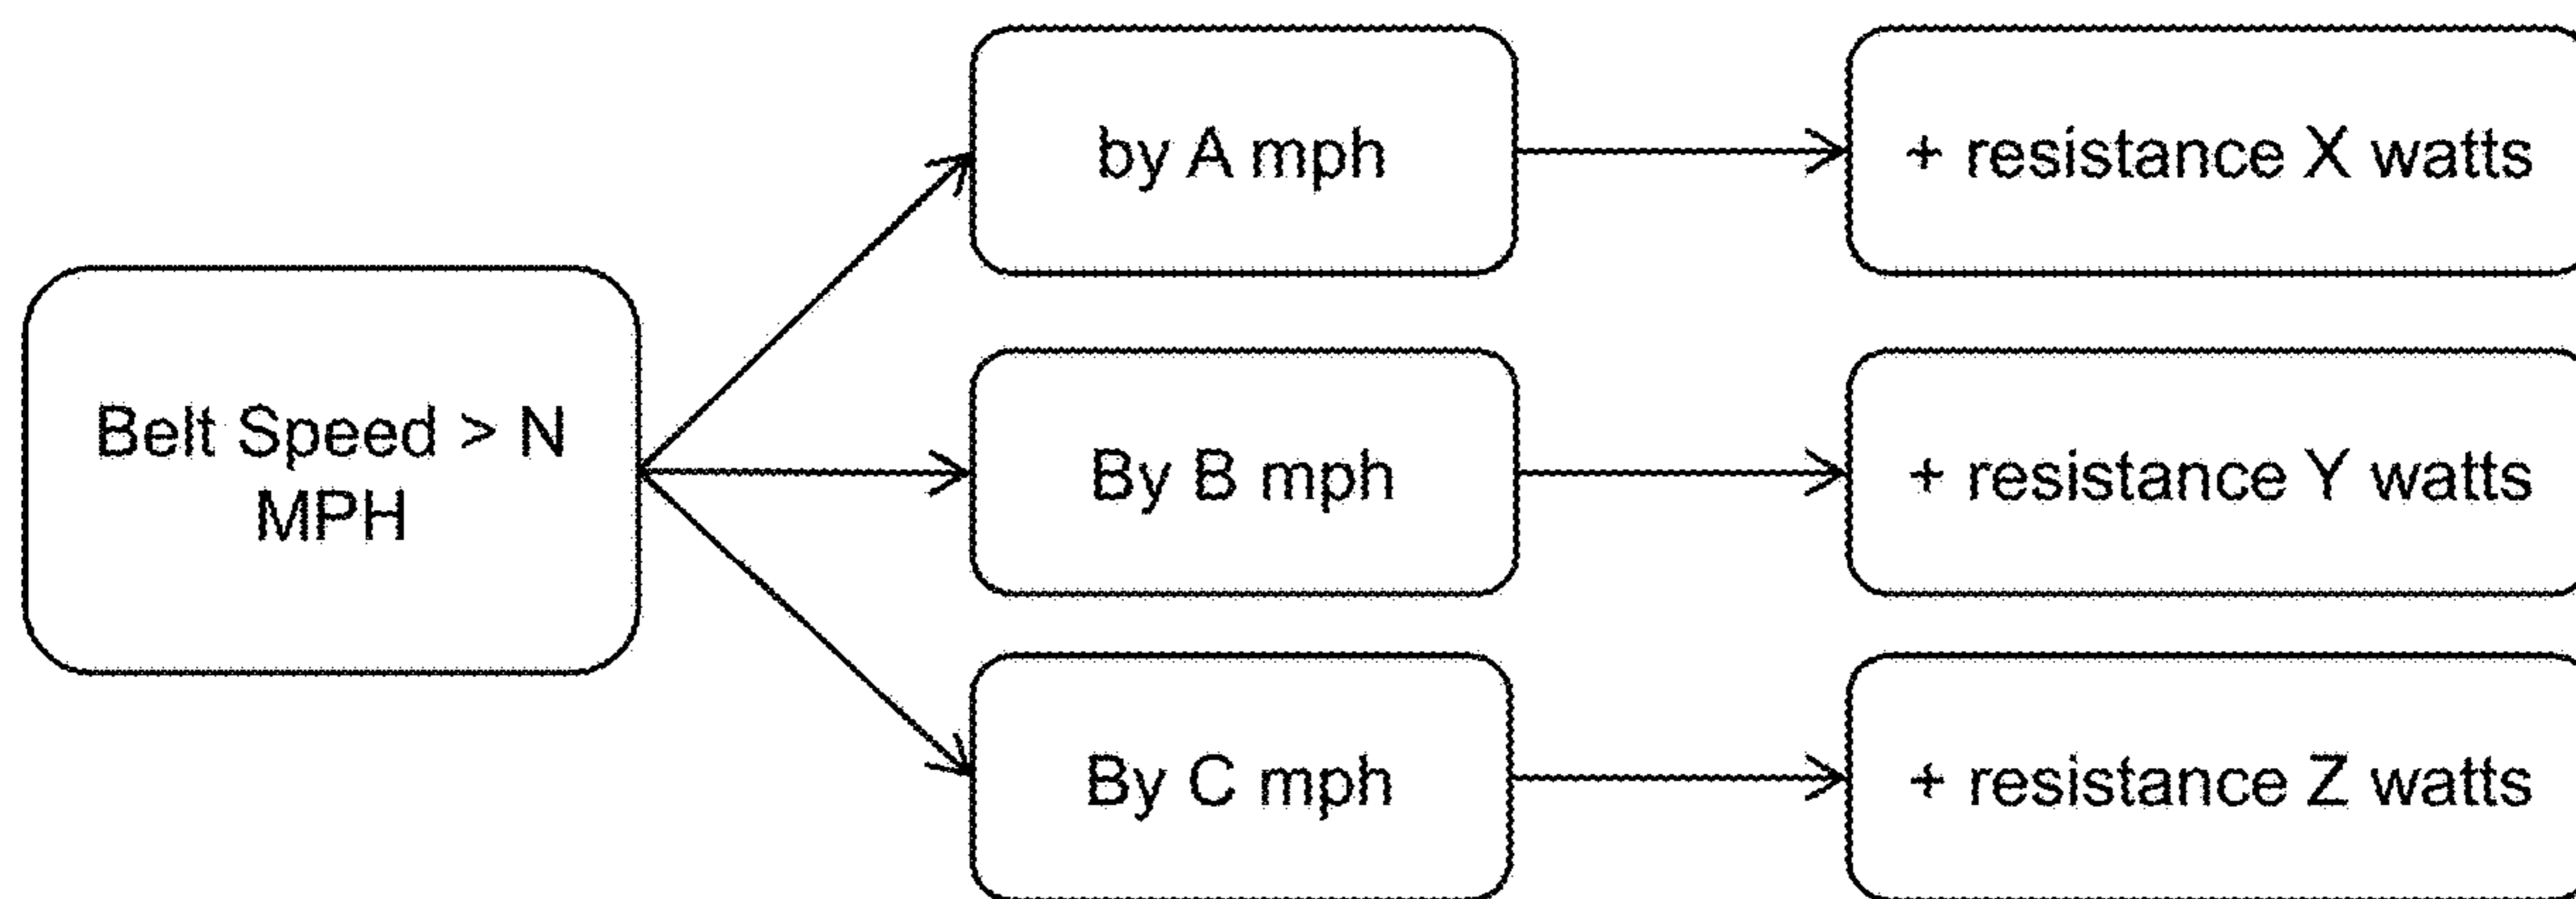 by A mph
+ resistance X watts
Belt Speed > N
MPH
By B mph
+ resistance Y watts
By C mph
+ resistance Z watts